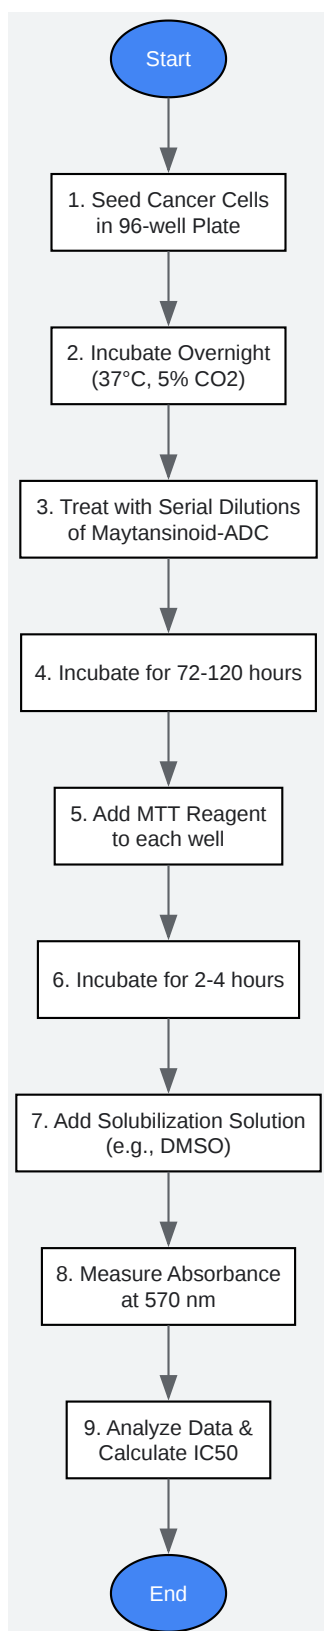 Start
1. Seed Cancer Cells
in 96-well Plate
2. Incubate Overnight
(37°C, 5% CO2)
3. Treat with Serial Dilutions
of Maytansinoid-ADC
4. Incubate for 72-120 hours
5. Add MTT Reagent
to each well
6. Incubate for 2-4 hours
7. Add Solubilization Solution
(e.g., DMSO)
8. Measure Absorbance
at 570 nm
9. Analyze Data &
Calculate IC50
End